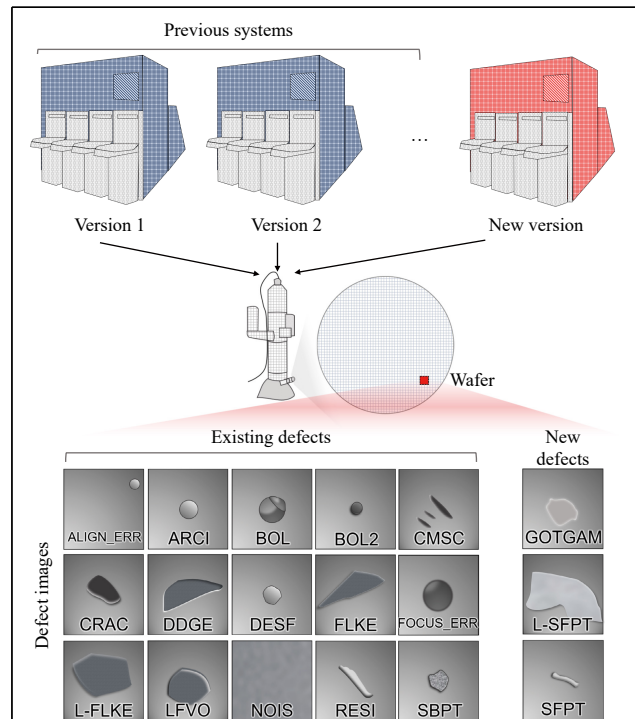 Previous systems
...
Version 1
Version 2
New version
Wafer
Existing defects
New
defects
Defect images
ALIGN_ERR
ARCI
BOL
BOL2
CMSC
GOTGAM
CRAC
DDGE
DESF
FLKE
FOCUS_ERR
L-SFPT
L-FLKE
LFVO
NOIS
RESI
SBPT
SFPT